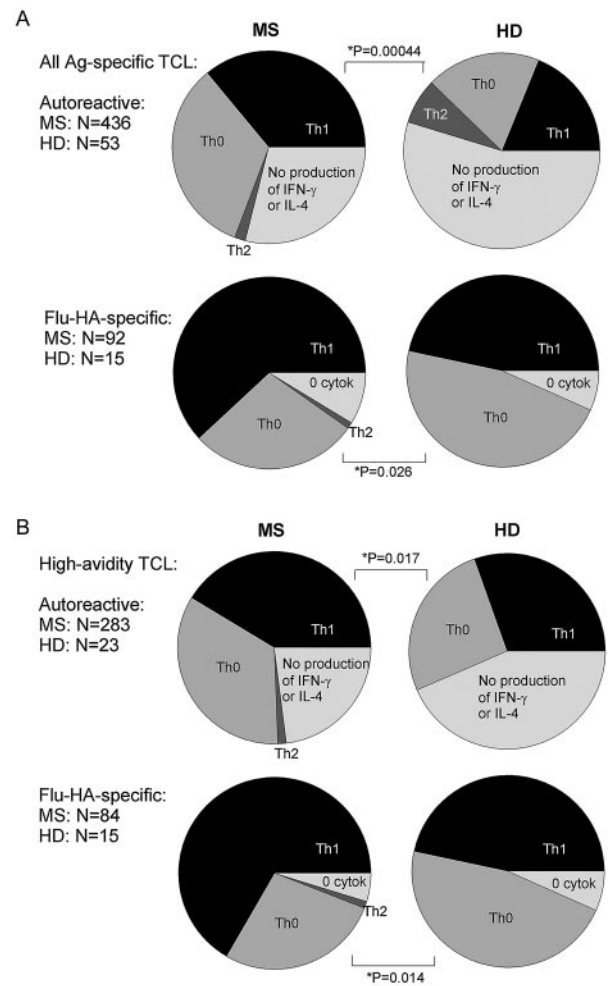 A
MS
HD
All Ag-specific TCL:
*P=0.00044
Autoreactive:
MS: N=436
HD: N=53
Th0
Th1
No production
of IFN-γ
or IL-4
Th2
Th0
Th2
Th1
No production
of IFN-γ
or IL-4
Flu-HA-specific:
MS: N=92
HD: N=15
Th1
0 cytok
Th0
Th2
Th1
0 cytok
Th0
*P=0.026
B
MS
HD
High-avidity TCL:
*P=0.017
Autoreactive:
MS: N=283
HD: N=23
Th1
Th0
No production
of IFN-γ
or IL-4
Th2
Th1
Th0
No production
of IFN-γ
or IL-4
Flu-HA-specific:
MS: N=84
HD: N=15
Th1
0 cytok
Th0
Th2
Th1
0 cytok
Th0
*P=0.014